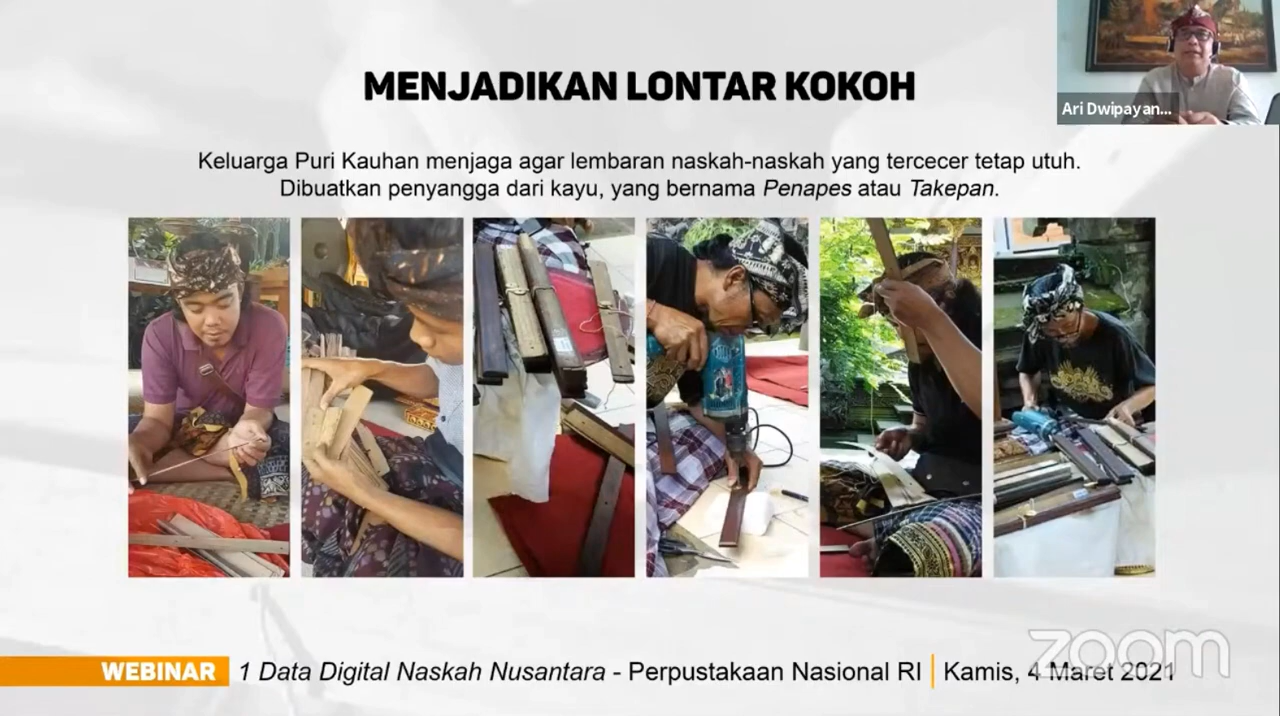 MENJADIKAN LONTAR KOKOH
Ari Dwipayan...
Keluarga Puri Kauhan menjaga agar lembaran naskah-naskah yang tercecer tetap utuh.
Dibuatkan penyangga dari kayu, yang bernama Penapes atau Takepan.
zoom
WEBINAR 1 Data Digital Naskah Nusantara - Perpustakaan Nasional RI Kamis, 4 Maret 2021